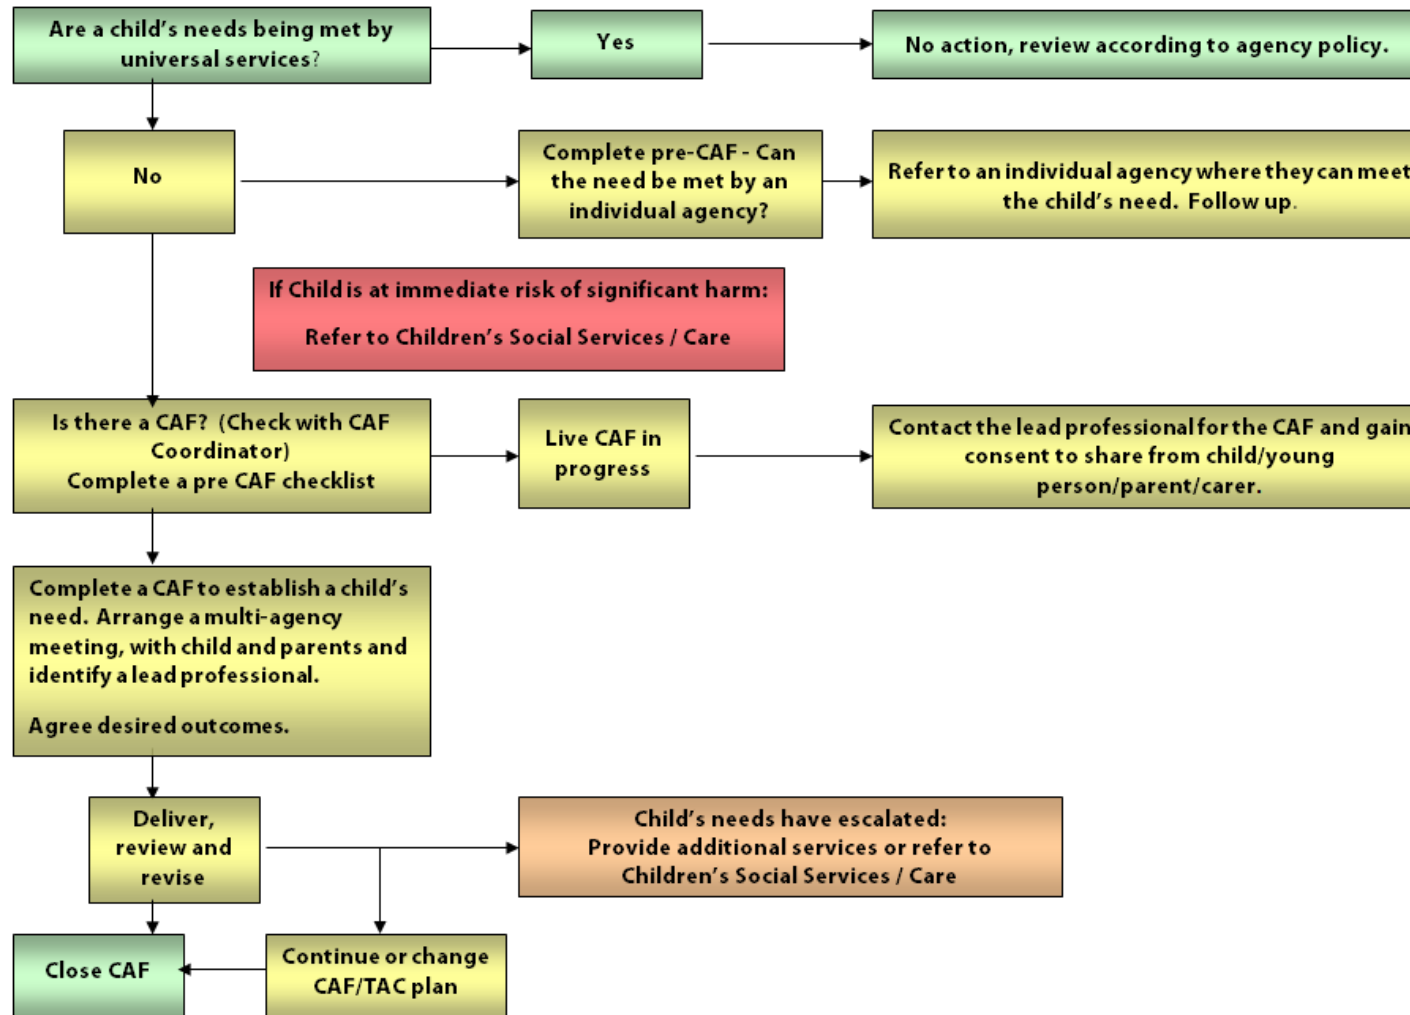 Are a child's needs being met by
universal services?
Yes
No action, review according to agency policy.
No
Complete pre-CAF - Can
the need be met by an
individual agency?
Refer to an individual agency where they can meet
the child's need.  Follow up.
If Child is at immediate risk of significant harm:
Refer to Children's Social Services / Care
Is there a CAF?  (Check with CAF
Coordinator)
Complete a pre CAF checklist
Live CAF in
progress
Contact the lead professional for the CAF and gain
consent to share from child/young
person/parent/carer.
Complete a CAF to establish a child's
need.  Arrange a multi-agency
meeting, with child and parents and
identify a lead professional.
Agree desired outcomes.
Deliver,
review and
revise
Child's needs have escalated:
Provide additional services or refer to
Children's Social Services / Care
Close CAF
Continue or change
CAF/TAC plan